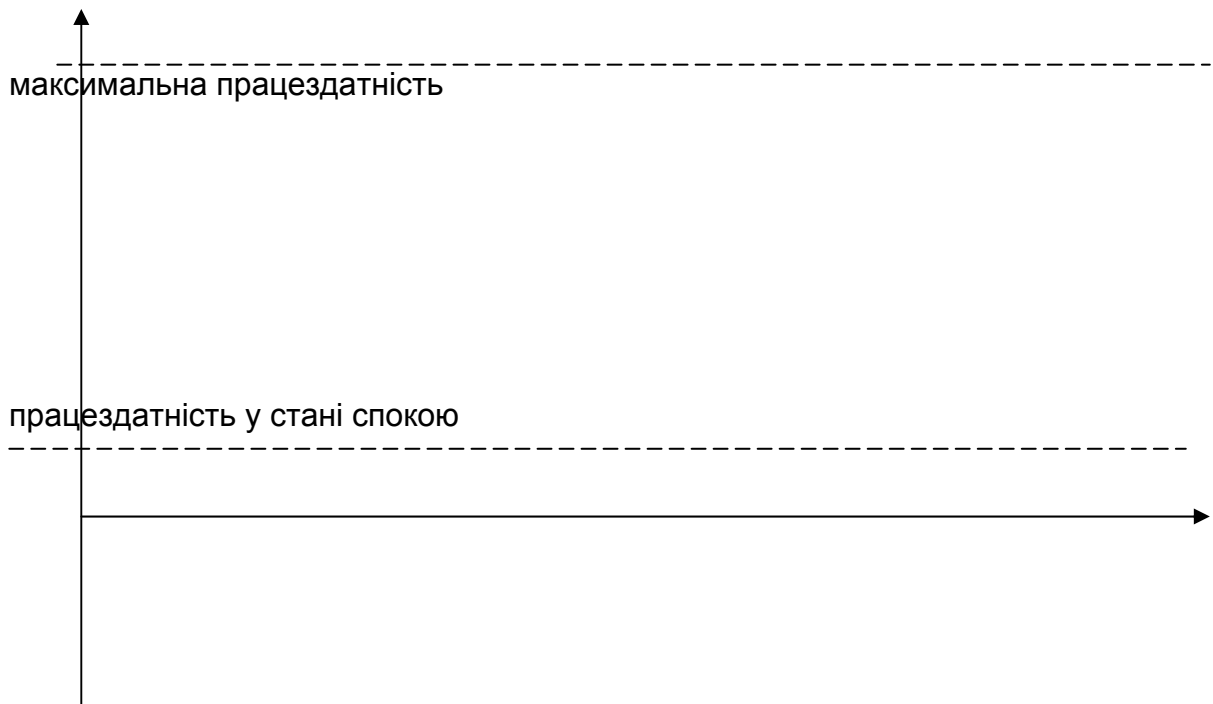 максимальна працездатність
працездатність у стані спокою